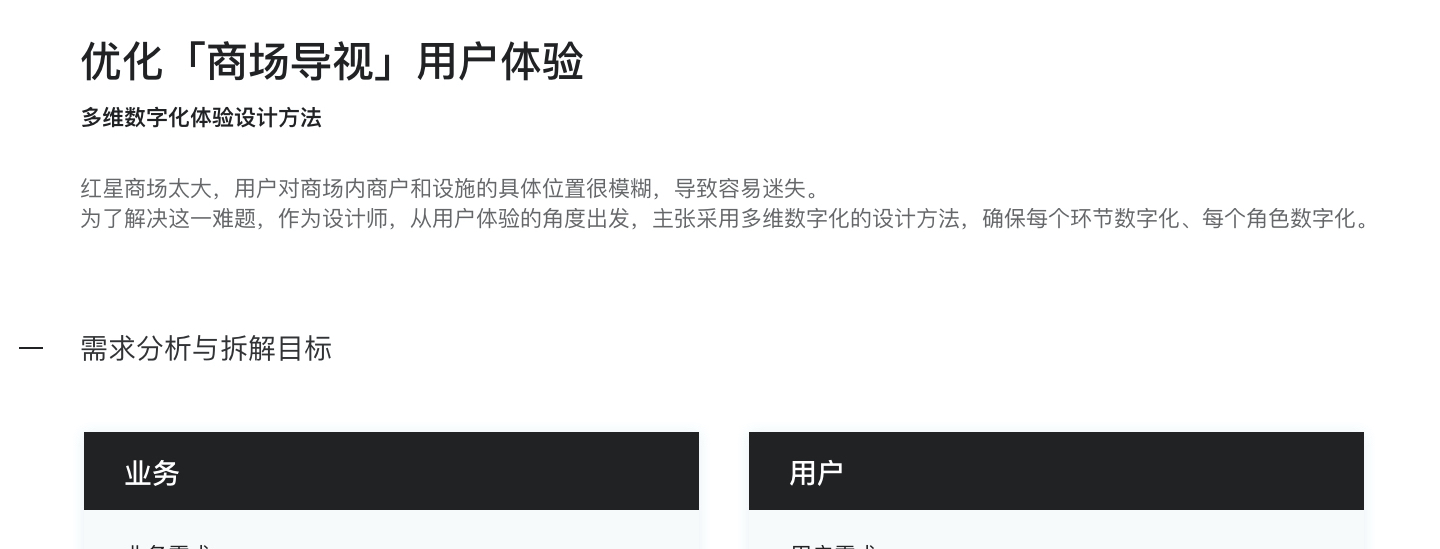 优化「商场导视」用户体验
多维数字化体验设计方法
红星商场太大，用户对商场内商户和设施的具体位置很模糊，导致容易迷失。
为了解决这一难题，作为设计师，从用户体验的角度出发，主张采用多维数字化的设计方法，确保每个环节数字化、每个角色数字化。
需求分析与拆解目标
业务
用户